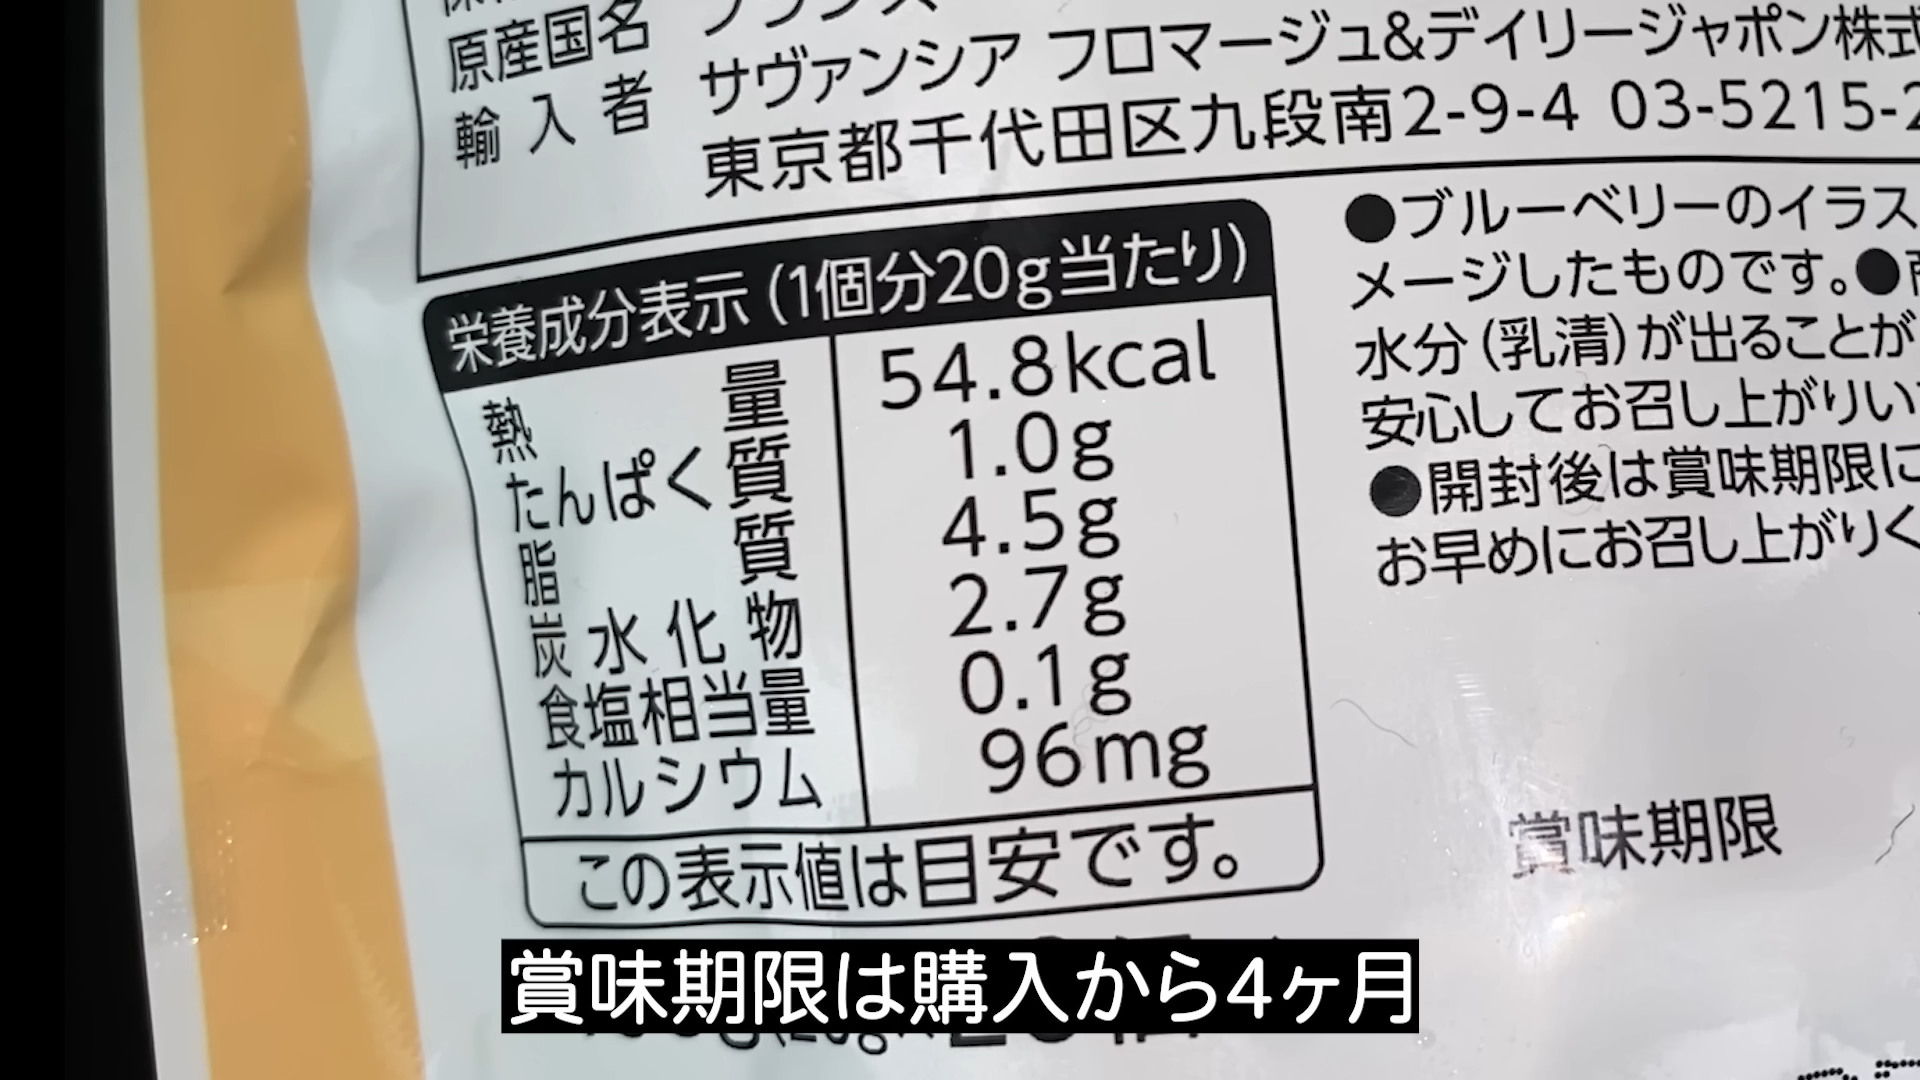 原産国名 フランス
輸入者 サヴァンシア フロマージュ&デイリージャポン株式
東京都千代田区九段南2-9-4 03-5215-2
栄養成分表示(1個分20g当たり)
熱量 54.8kcal
たんぱく質 1.0g
脂質 4.5g
炭水化物 2.7g
食塩相当量 0.1g
カルシウム 96mg
この表示値は目安です。
●ブルーベリーのイラス
メージしたものです。●
水分(乳清)が出ることが
安心してお召し上がりい
●開封後は賞味期限に
お早めにお召し上がりく
賞味期限
賞味期限は購入から4ヶ月